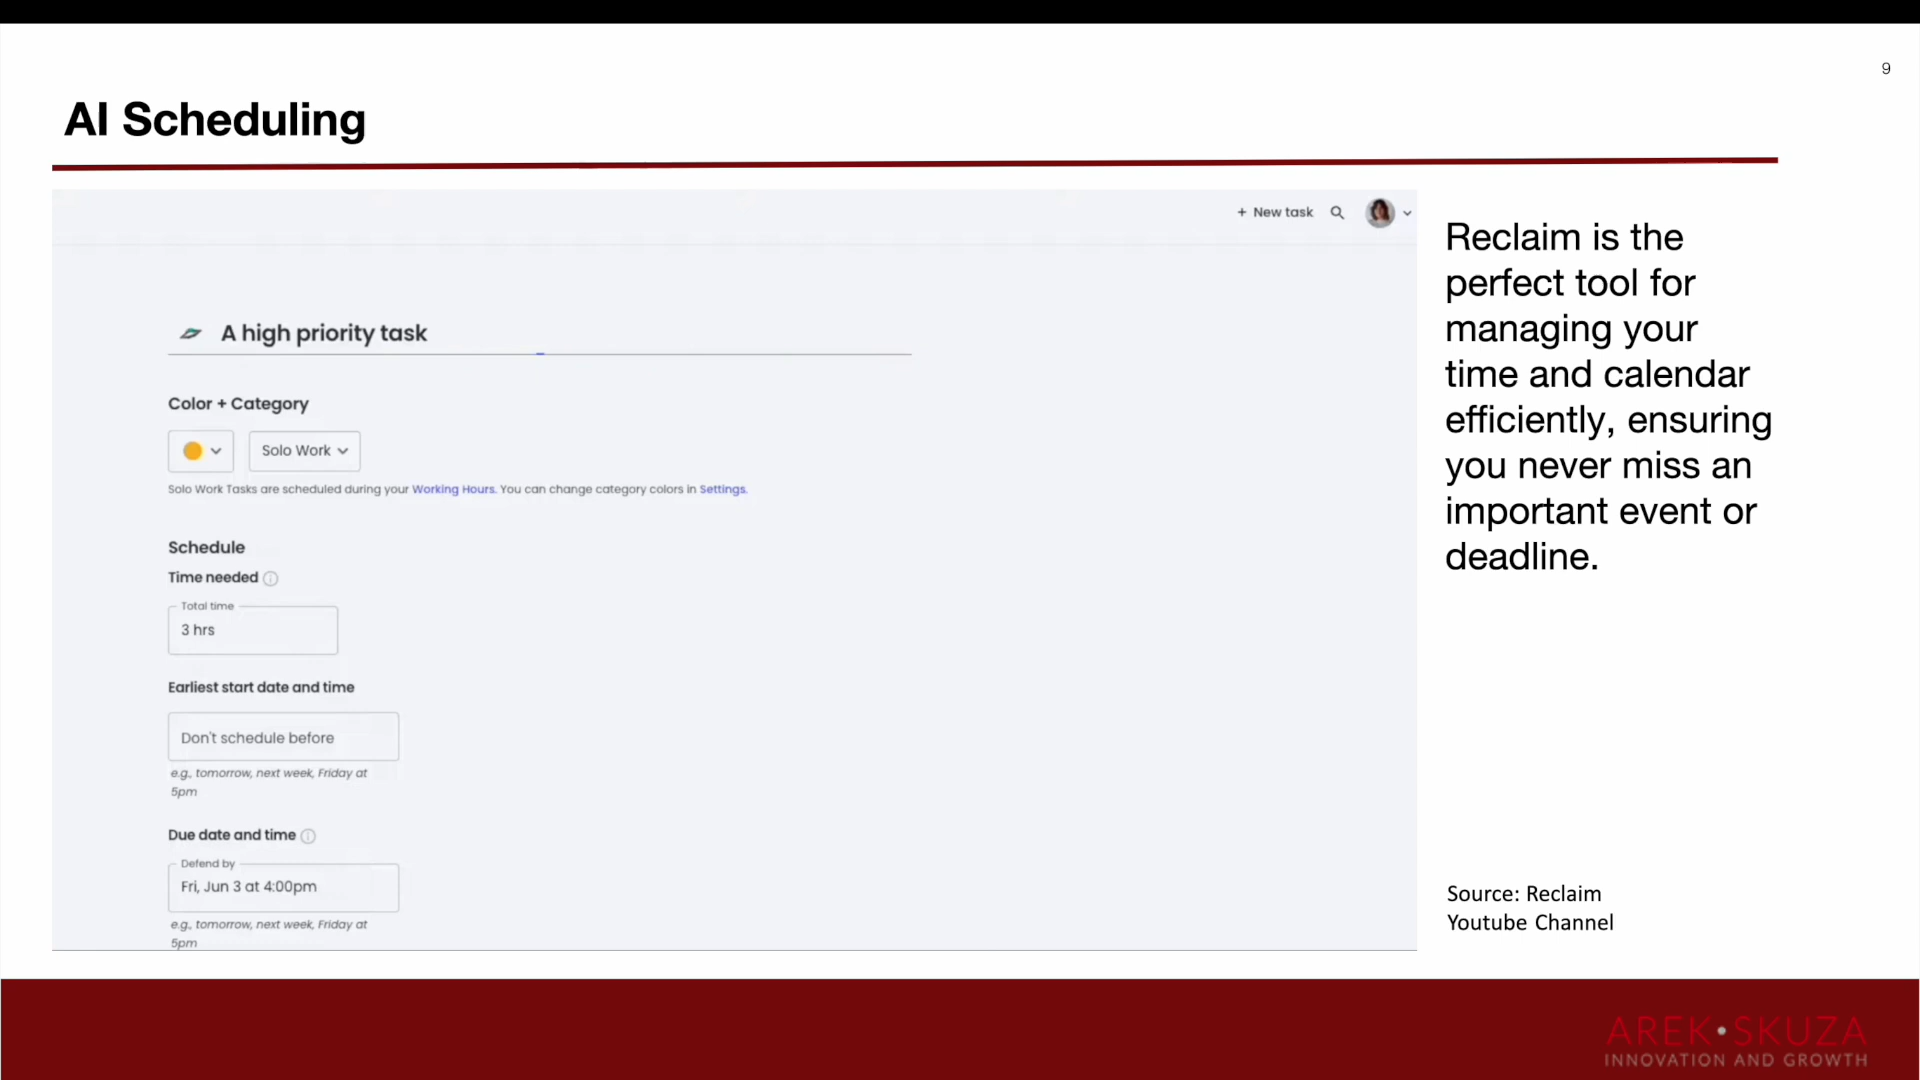 9
AI Scheduling
+ New task
A high priority task
Color + Category
Solo Work
Solo Work Tasks are scheduled during your Working Hours. You can change category colors in Settings.
Schedule
Time needed
Total time
3 hrs
Earliest start date and time
Don't schedule before
e.g., tomorrow, next week, Friday at
5pm
Due date and time
Defend by
Fri, Jun 3 at 4:00pm
e.g., tomorrow, next week, Friday at
5pm
Reclaim is the
perfect tool for
managing your
time and calendar
efficiently, ensuring
you never miss an
important event or
deadline.
Source: Reclaim
Youtube Channel
AREK•SKUZA
INNOVATION AND GROWTH